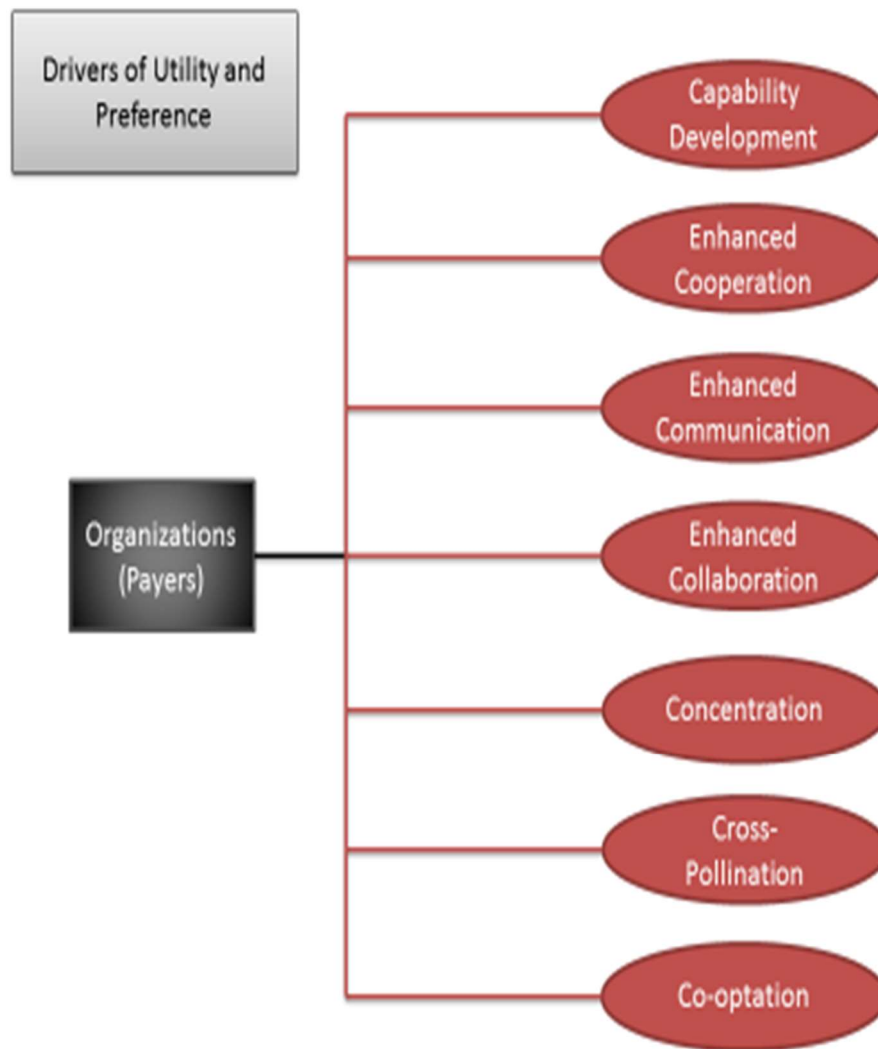 Drivers of Utility and
Preference
Capability
Development
Enhanced
Cooperation
Enhanced
Communication
Organizations
(Payers)
Enhanced
Collaboration
Concentration
Cross-
Pollination
Co-optation